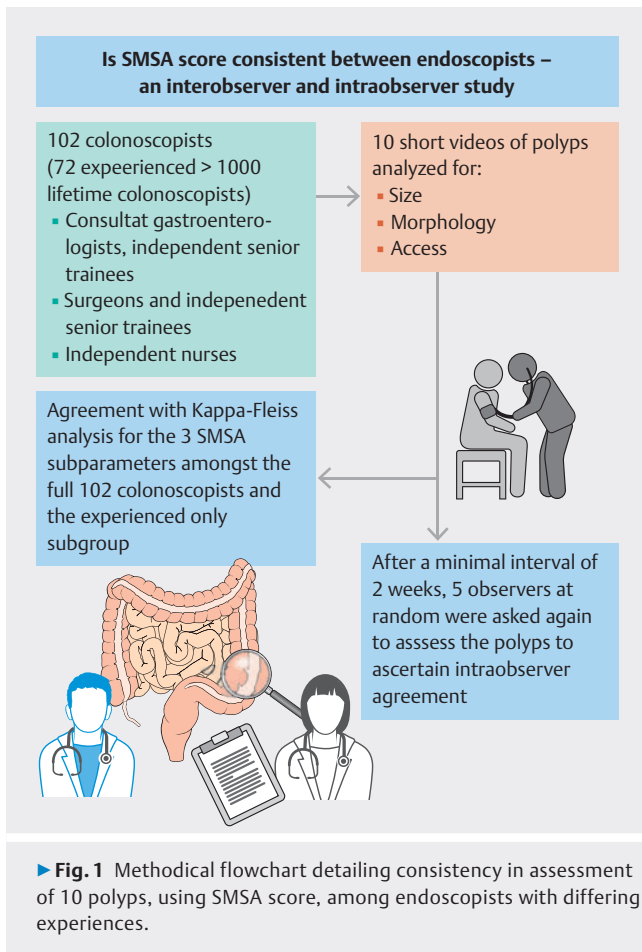 Is SMSA score consistent between endoscopists –
an interobserver and intraobserver study
102 colonoscopists
(72 expeerienced > 1000
lifetime colonoscopists)
▪ Consultat gastroentero-
logists, independent senior
trainees
▪ Surgeons and indepenedent
senior trainees
▪ Independent nurses
10 short videos of polyps
analyzed for:
▪ Size
▪ Morphology
▪ Access
Agreement with Kappa-Fleiss
analysis for the 3 SMSA
subparameters amongst the
full 102 colonoscopists and
the experienced only
subgroup
After a minimal interval of
2 weeks, 5 observers at
random were asked again
to asssess the polyps to
ascertain intraobserver
agreement
▶ Fig. 1 Methodical flowchart detailing consistency in assessment
of 10 polyps, using SMSA score, among endoscopists with differing
experiences.